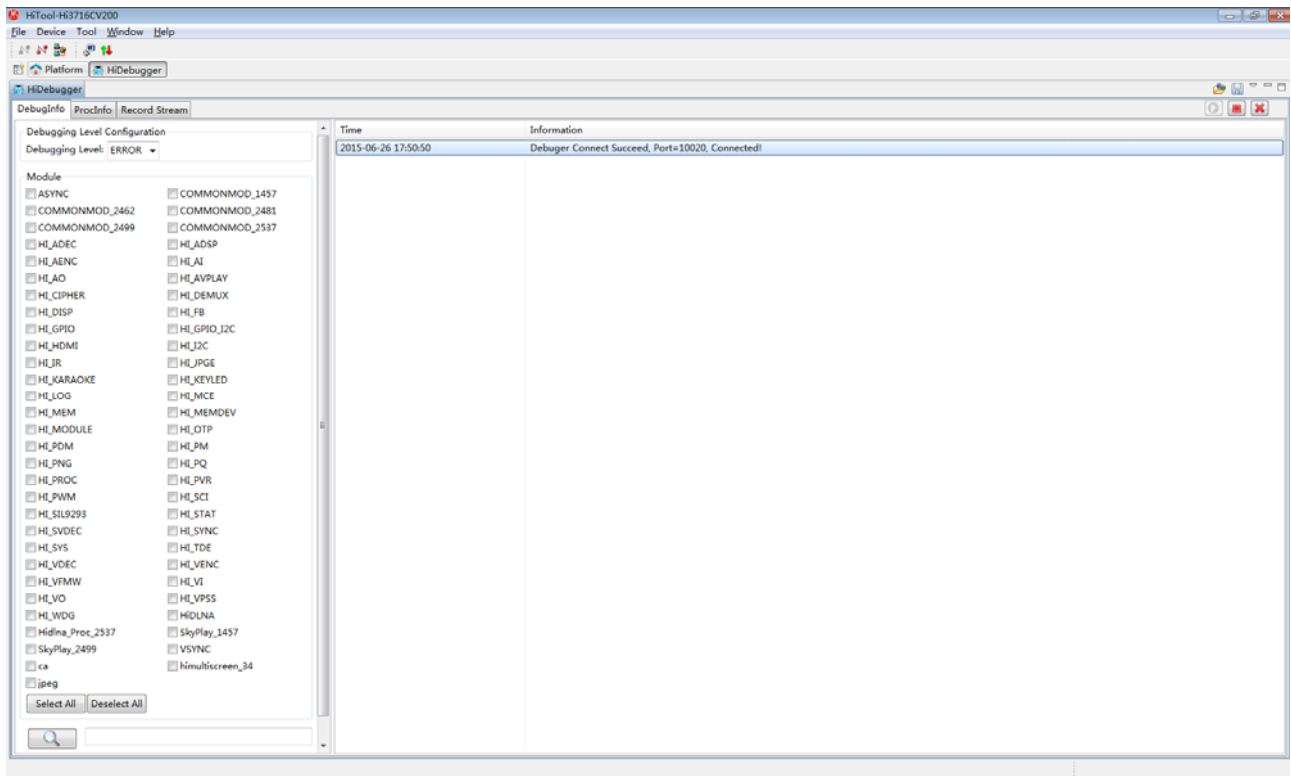 HiTool-Hi3716CV200
File Device Tool Window Help
Platform HiDebugger
HiDebugger
DebugInfo ProcInfo Record Stream
Debugging Level Configuration
Debugging Level: ERROR
Module
ASYNC COMMONMOD_1457
COMMONMOD_2462 COMMONMOD_2481
COMMONMOD_2499 COMMONMOD_2537
HI_ADEC HI_ADSP
HI_AENC HI_AI
HI_AO HI_AVPLAY
HI_CIPHER HI_DEMUX
HI_DISP HI_FB
HI_GPIO HI_GPIO_I2C
HI_HDMI HI_I2C
HI_IR HI_JPGE
HI_KARAOKE HI_KEYLED
HI_LOG HI_MCE
HI_MEM HI_MEMDEV
HI_MODULE HI_OTP
HI_PDM HI_PM
HI_PNG HI_PQ
HI_PROC HI_PVR
HI_PWM HI_SCI
HI_SIL9293 HI_STAT
HI_SVDEC HI_SYNC
HI_SYS HI_TDE
HI_VDEC HI_VENC
HI_VFMW HI_VI
HI_VO HI_VPSS
HI_WDG HiDLNA
Hidlna_Proc_2537 SkyPlay_1457
SkyPlay_2499 VSYNC
ca himultiscreen_34
jpeg
Select All Deselect All
Time Information
2015-06-26 17:50:50 Debuger Connect Succeed, Port=10020, Connected!